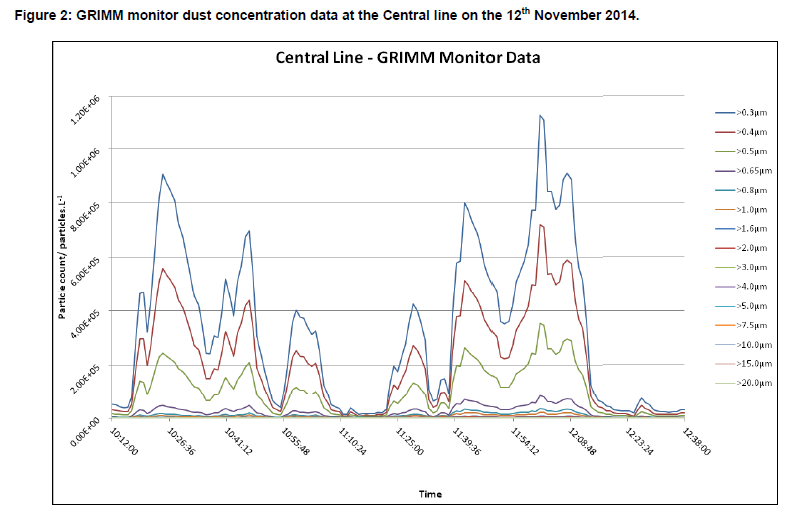 Figure 2: GRIMM monitor dust concentration data at the Central line on the 12th November 2014.
Central Line - GRIMM Monitor Data
Particle count/ particles.L-1
1.20E+06
1.00E+06
8.00E+05
6.00E+05
4.00E+05
2.00E+05
0.00E+00
10:12:00
10:26:36
10:41:12
10:55:48
11:10:24
11:25:00
11:39:36
11:54:12
12:08:48
12:23:24
12:38:00
Time
>0.3µm
>0.4µm
>0.5µm
>0.65µm
>0.8µm
>1.0µm
>1.6µm
>2.0µm
>3.0µm
>4.0µm
>5.0µm
>7.5µm
>10.0µm
>15.0µm
>20.0µm